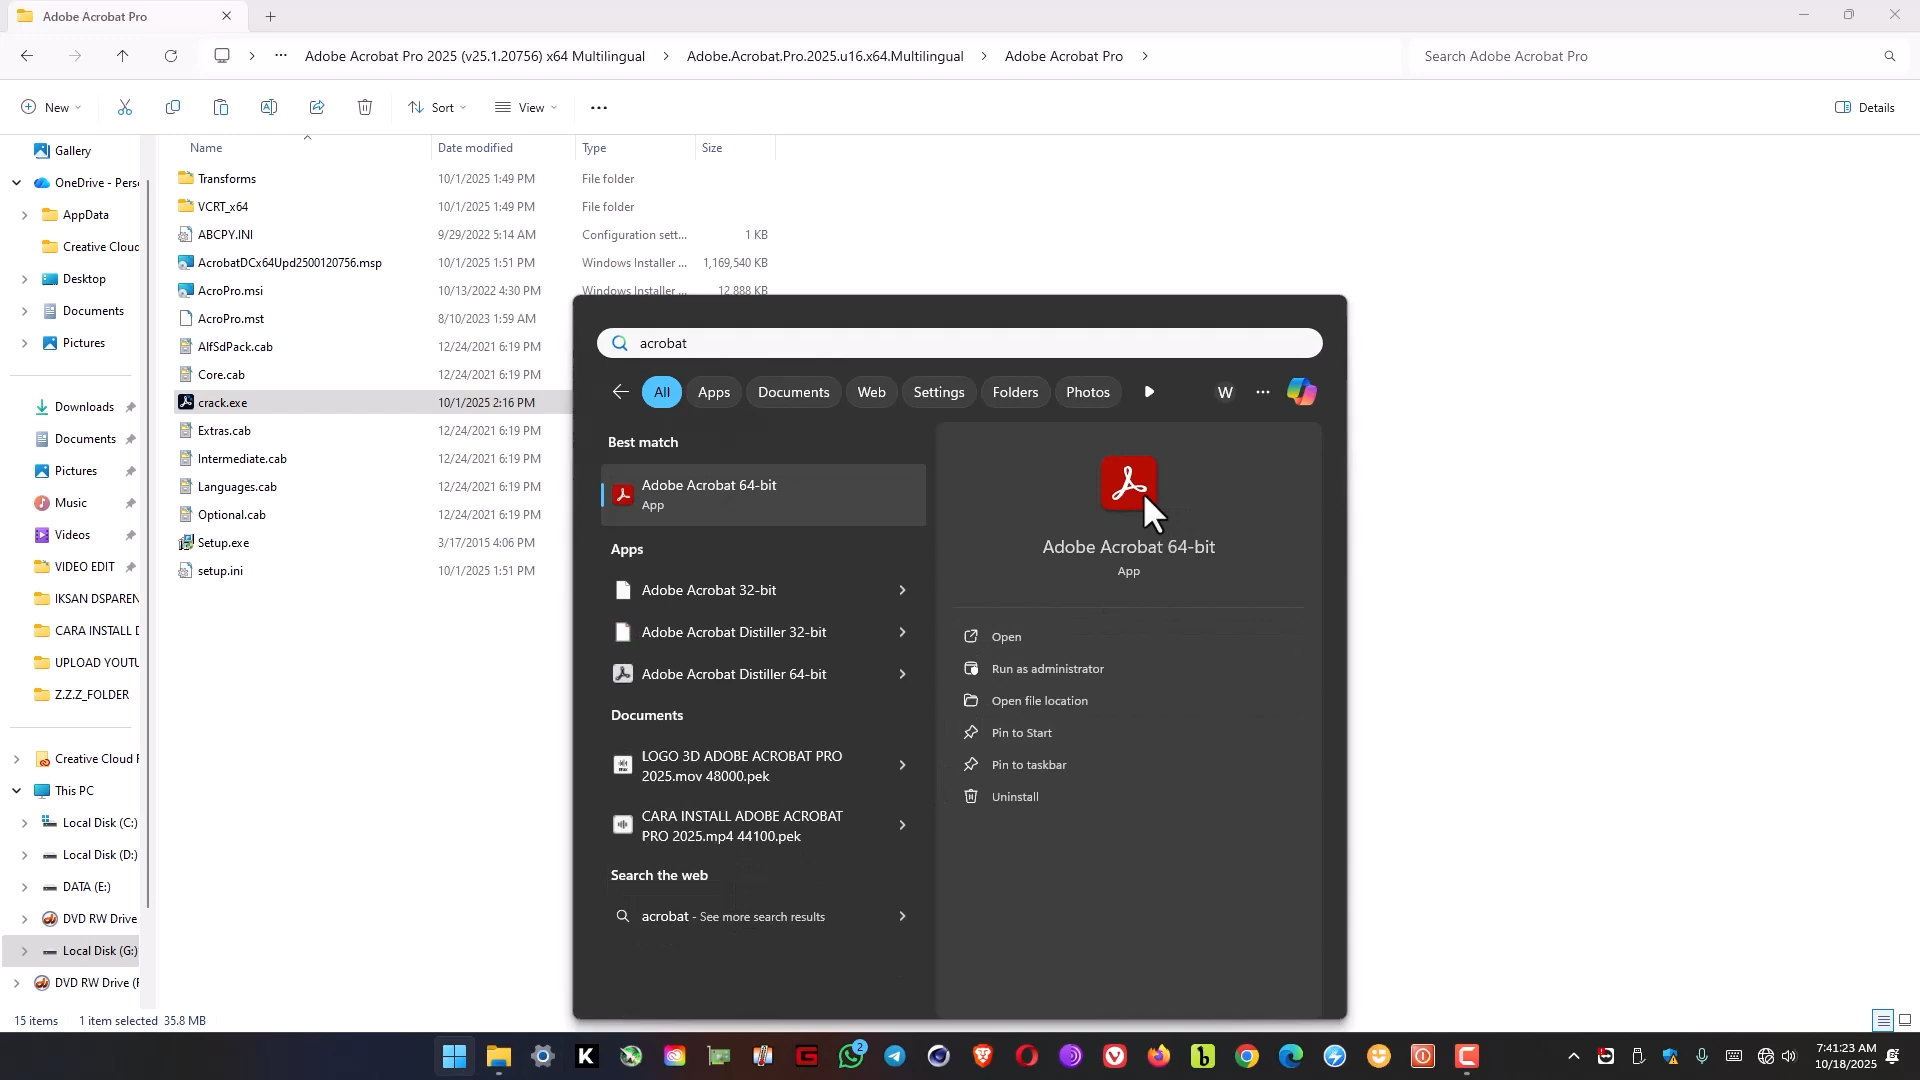 Adobe Acrobat Pro
Adobe Acrobat Pro 2025 (v25.1.20756) x64 Multilingual
Adobe.Acrobat.Pro.2025.u16.x64.Multilingual
Adobe Acrobat Pro
Search Adobe Acrobat Pro
New
Sort
View
Details
Gallery
OneDrive - Perso
AppData
Creative Cloud
Desktop
Documents
Pictures
Downloads
Documents
Pictures
Music
Videos
VIDEO EDIT
IKSAN DSPAREN
CARA INSTALL D
UPLOAD YOUTU
Z.Z.Z_FOLDER
Creative Cloud F
This PC
Local Disk (C:)
Local Disk (D:)
DATA (E:)
DVD RW Drive
Local Disk (G:)
DVD RW Drive (F
Name Date modified Type Size
Transforms 10/1/2025 1:49 PM File folder
VCRT_x64 10/1/2025 1:49 PM File folder
ABCPY.INI 9/29/2022 5:14 AM Configuration sett... 1 KB
AcrobatDCx64Upd2500120756.msp 10/1/2025 1:51 PM Windows Installer ... 1,169,540 KB
AcroPro.msi 10/13/2022 4:30 PM Windows Installer ... 12,888 KB
AcroPro.mst 8/10/2023 1:59 AM
AlfSdPack.cab 12/24/2021 6:19 PM
Core.cab 12/24/2021 6:19 PM
crack.exe 10/1/2025 2:16 PM
Extras.cab 12/24/2021 6:19 PM
Intermediate.cab 12/24/2021 6:19 PM
Languages.cab 12/24/2021 6:19 PM
Optional.cab 12/24/2021 6:19 PM
Setup.exe 3/17/2015 4:06 PM
setup.ini 10/1/2025 1:51 PM
acrobat
All Apps Documents Web Settings Folders Photos W
Best match
Adobe Acrobat 64-bit
App
Apps
Adobe Acrobat 32-bit
Adobe Acrobat Distiller 32-bit
Adobe Acrobat Distiller 64-bit
Documents
LOGO 3D ADOBE ACROBAT PRO
2025.mov 48000.pek
CARA INSTALL ADOBE ACROBAT
PRO 2025.mp4 44100.pek
Search the web
acrobat - See more search results
Adobe Acrobat 64-bit
App
Open
Run as administrator
Open file location
Pin to Start
Pin to taskbar
Uninstall
15 items 1 item selected 35.8 MB
2
7:41:23 AM
10/18/2025